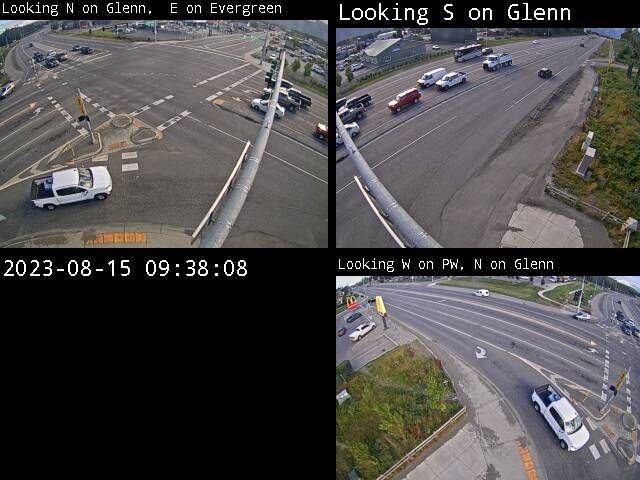 Looking N on Glenn,  E on Evergreen
Looking S on Glenn
2023-08-15 09:38:08
Looking W on PW, N on Glenn